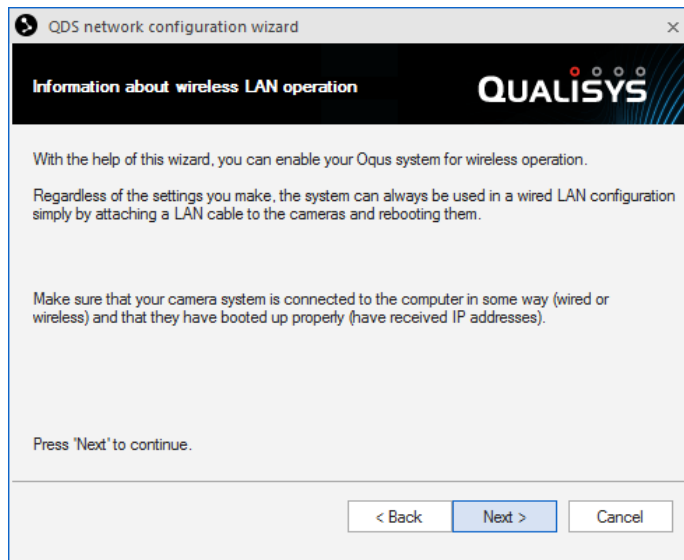 QDS network configuration wizard
Information about wireless LAN operation
QUALISYS
With the help of this wizard, you can enable your Oqus system for wireless operation.
Regardless of the settings you make, the system can always be used in a wired LAN configuration
simply by attaching a LAN cable to the cameras and rebooting them.
Make sure that your camera system is connected to the computer in some way (wired or
wireless) and that they have booted up properly (have received IP addresses).
Press 'Next' to continue.
< Back
Next >
Cancel